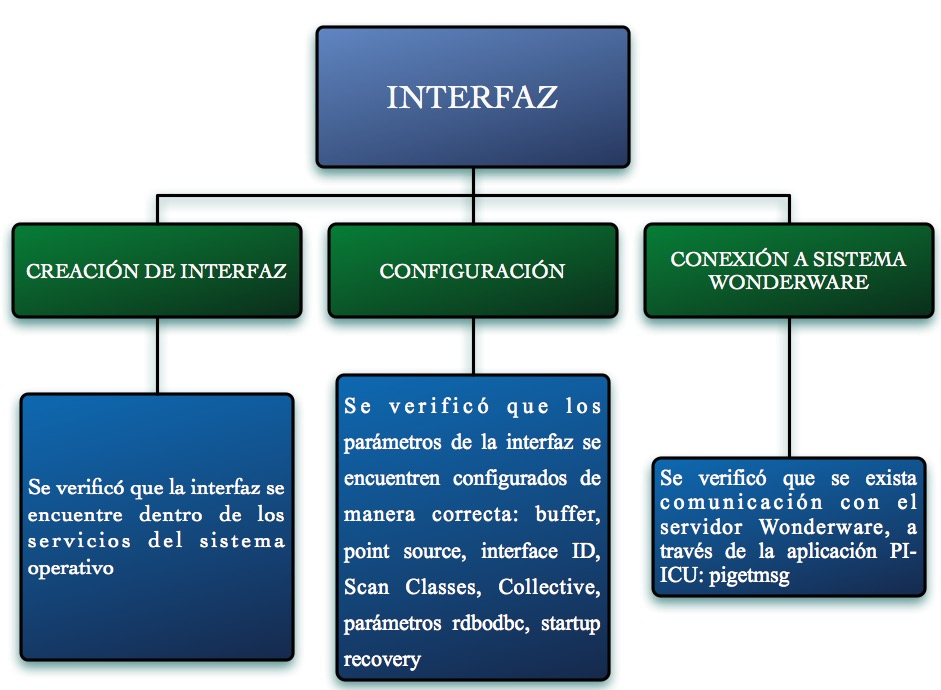 INTERFAZ
CREACIÓN DE INTERFAZ
CONFIGURACIÓN
CONEXIÓN A SISTEMA
WONDERWARE
Se verificó que la interfaz se
encuentre dentro de los
servicios del sistema
operativo
Se verificó que los
parámetros de la interfaz se
encuentren configurados de
manera correcta: buffer,
point source, interface ID,
Scan Classes, Collective,
parámetros rdbodbc, startup
recovery
Se verificó que se exista
comunicación con el
servidor Wonderware, a
través de la aplicación PI-
ICU: pigetmsg